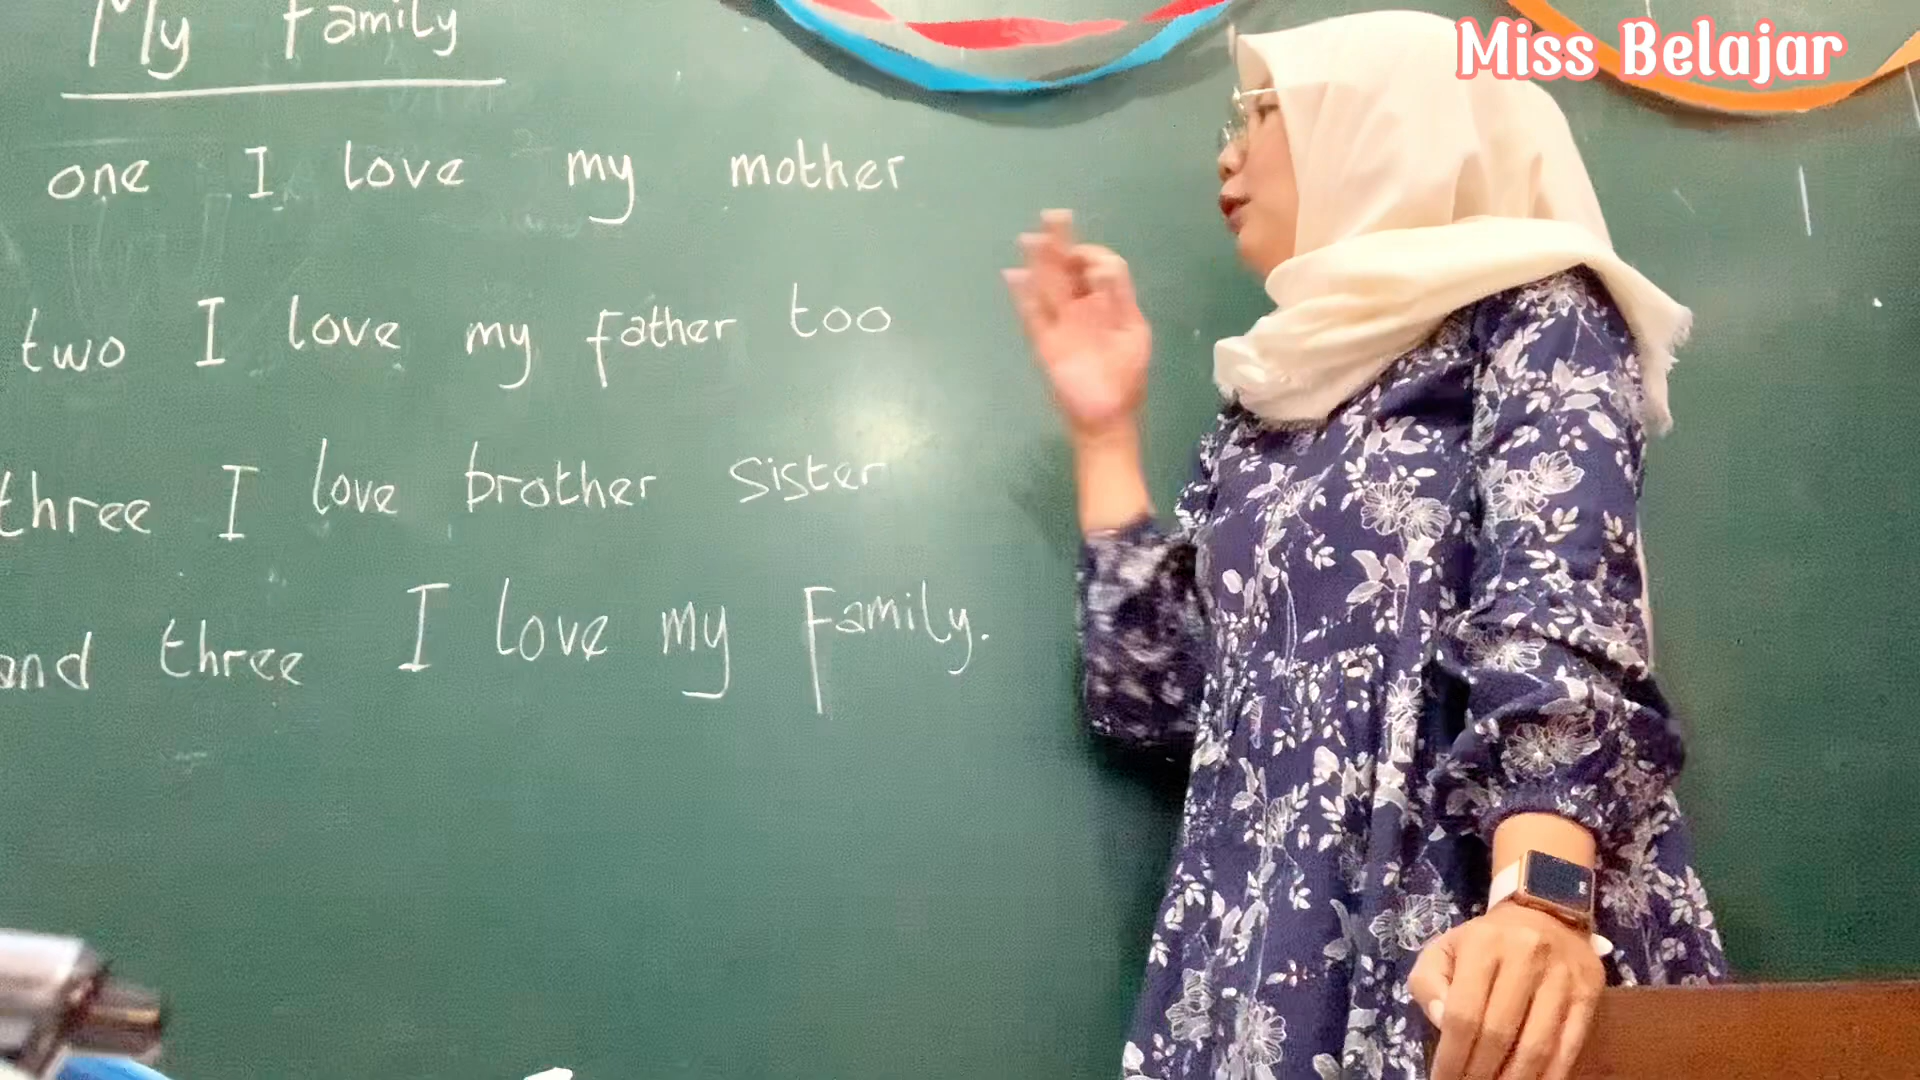 My Family
Miss Belajar
one I love my mother
two I love my father too
three I love brother sister
and three I love my Family.